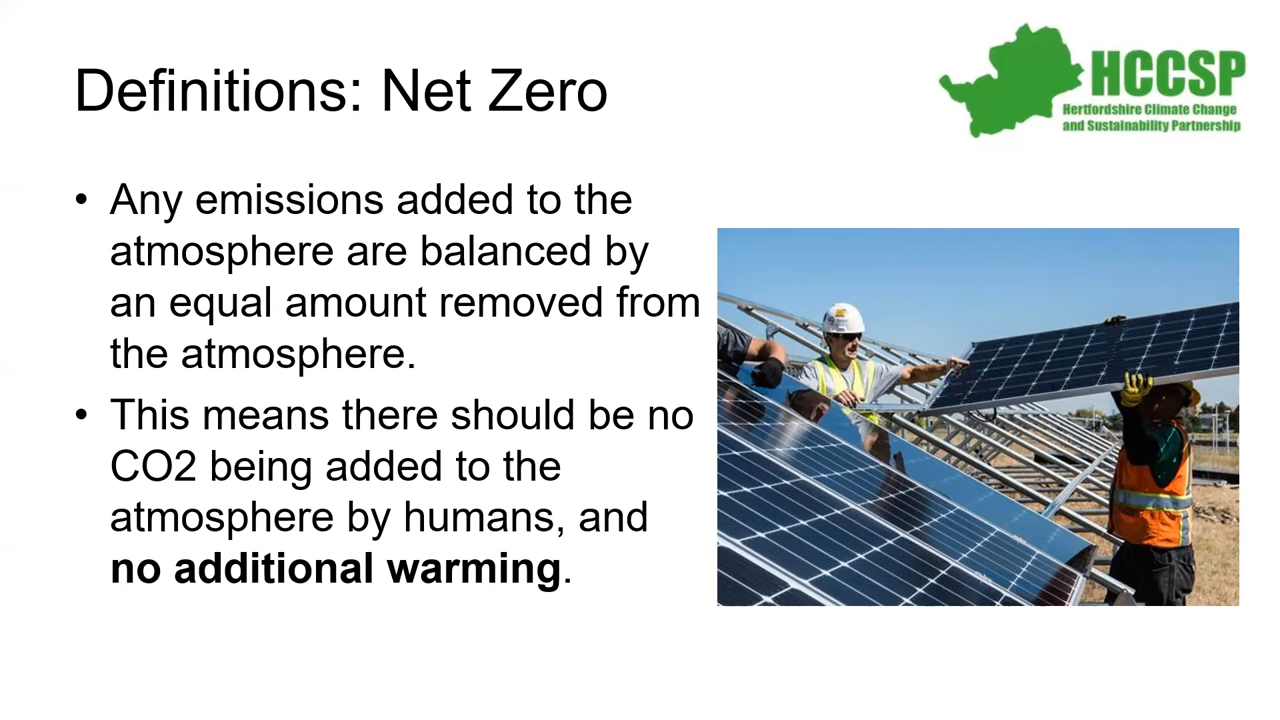 Definitions: Net Zero
HCCSP
Hertfordshire Climate Change
and Sustainability Partnership
• Any emissions added to the
atmosphere are balanced by
an equal amount removed from
the atmosphere.
• This means there should be no
CO2 being added to the
atmosphere by humans, and
no additional warming.